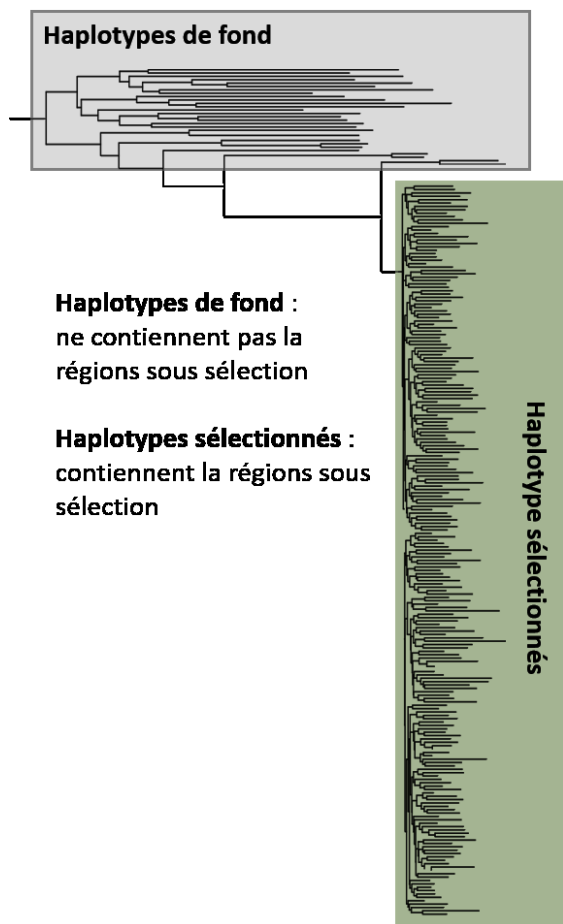 Haplotypes de fond
Haplotypes de fond :
ne contiennent pas la
régions sous sélection
Haplotypes sélectionnés :
contiennent la régions sous
sélection
Haplotype sélectionnés